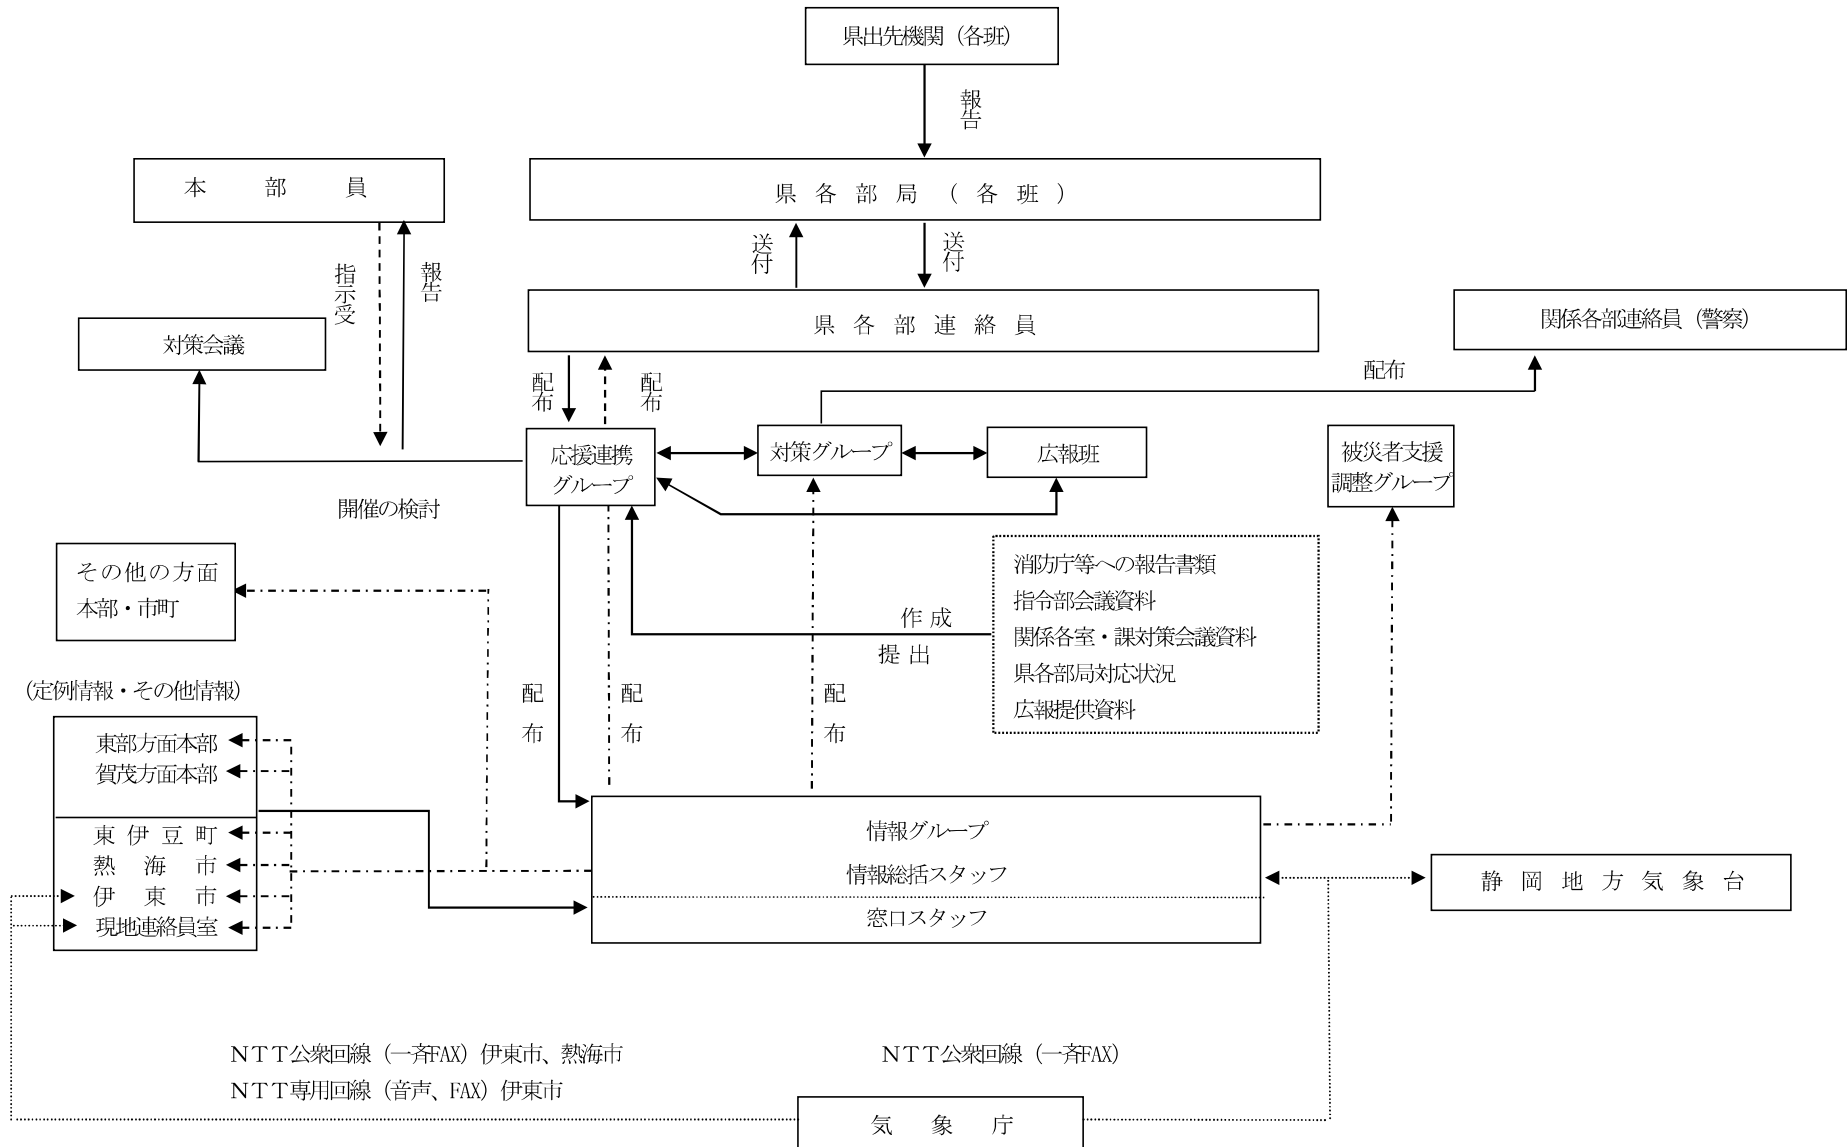 県出先機関（各班）
報告
本部員
県各部局（各班）
送付
送付
指示受
報告
県各部連絡員
関係各部連絡員（警察）
対策会議
配布
配布
配布
応援連携
グループ
対策グループ
広報班
被災者支援
調整グループ
開催の検討
その他の方面
本部・市町
消防庁等への報告書類
指令部会議資料
関係各室・課対策会議資料
県各部局対応状況
広報提供資料
作成
提出
（定例情報・その他情報）
配布
配布
配布
東部方面本部
賀茂方面本部
東伊豆町
熱海市
伊東市
現地連絡員室
情報グループ
情報総括スタッフ
窓口スタッフ
静岡地方気象台
ＮＴＴ公衆回線（一斉FAX）伊東市、熱海市
ＮＴＴ専用回線（音声、FAX）伊東市
ＮＴＴ公衆回線（一斉FAX）
気象庁